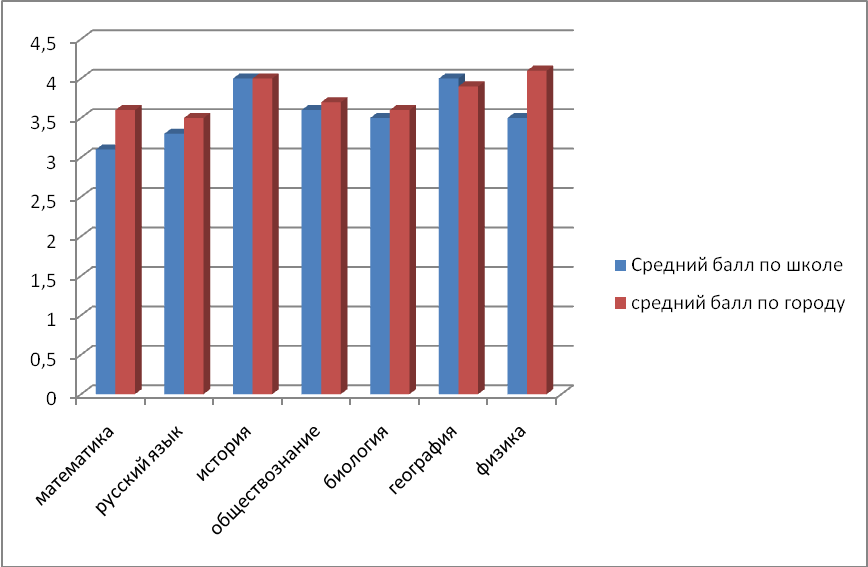 4,5
4
3,5
3
2,5
2
1,5
1
0,5
0
математика
русский язык
история
обществознание
биология
география
физика
Средний балл по школе
средний балл по городу